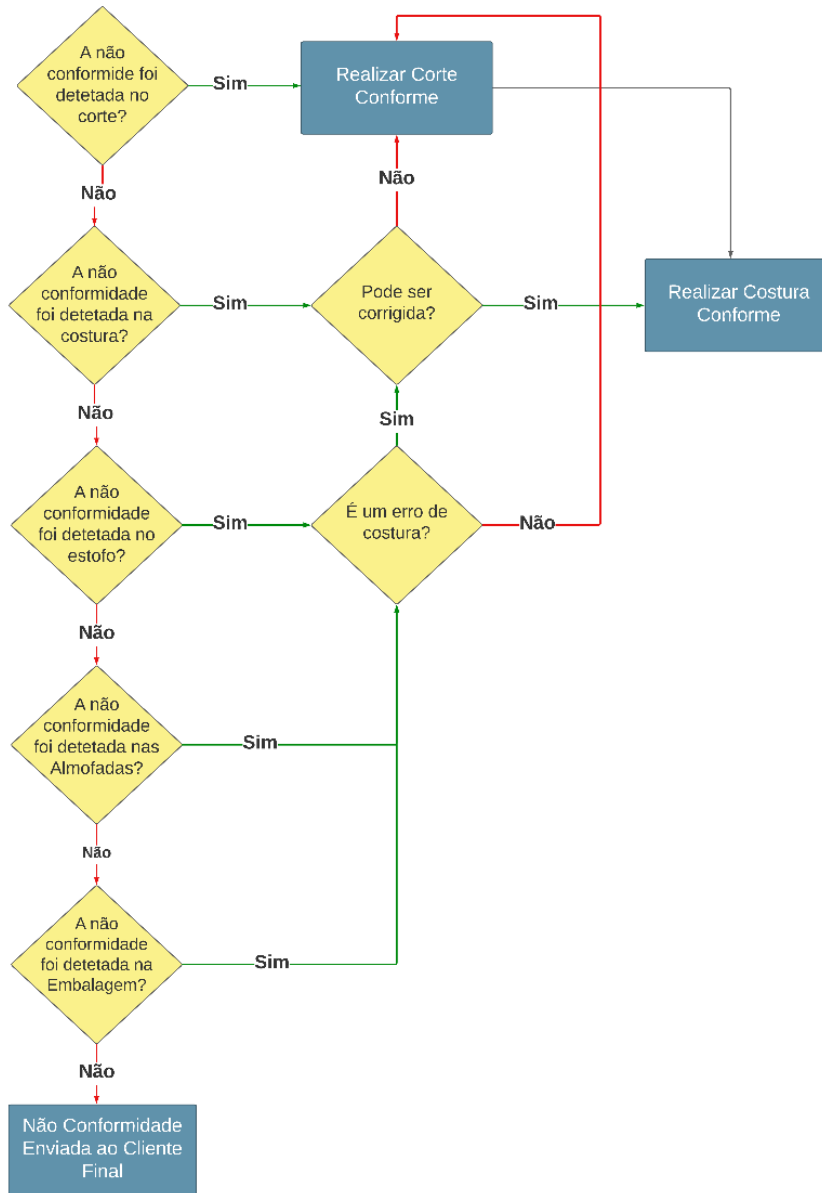 A não
conformide foi
detetada no
corte?
Sim
Realizar Corte
Conforme
Não
Não
A não
conformidade
foi detetada na
costura?
Sim
Pode ser
corrigida?
Sim
Realizar Costura
Conforme
Não
Sim
A não
conformidade
foi detetada no
estofo?
Sim
É um erro de
costura?
Não
Não
A não
conformidade
foi detetada nas
Almofadas?
Sim
Não
A não
conformidade
foi detetada na
Embalagem?
Sim
Não
Não Conformidade
Enviada ao Cliente
Final